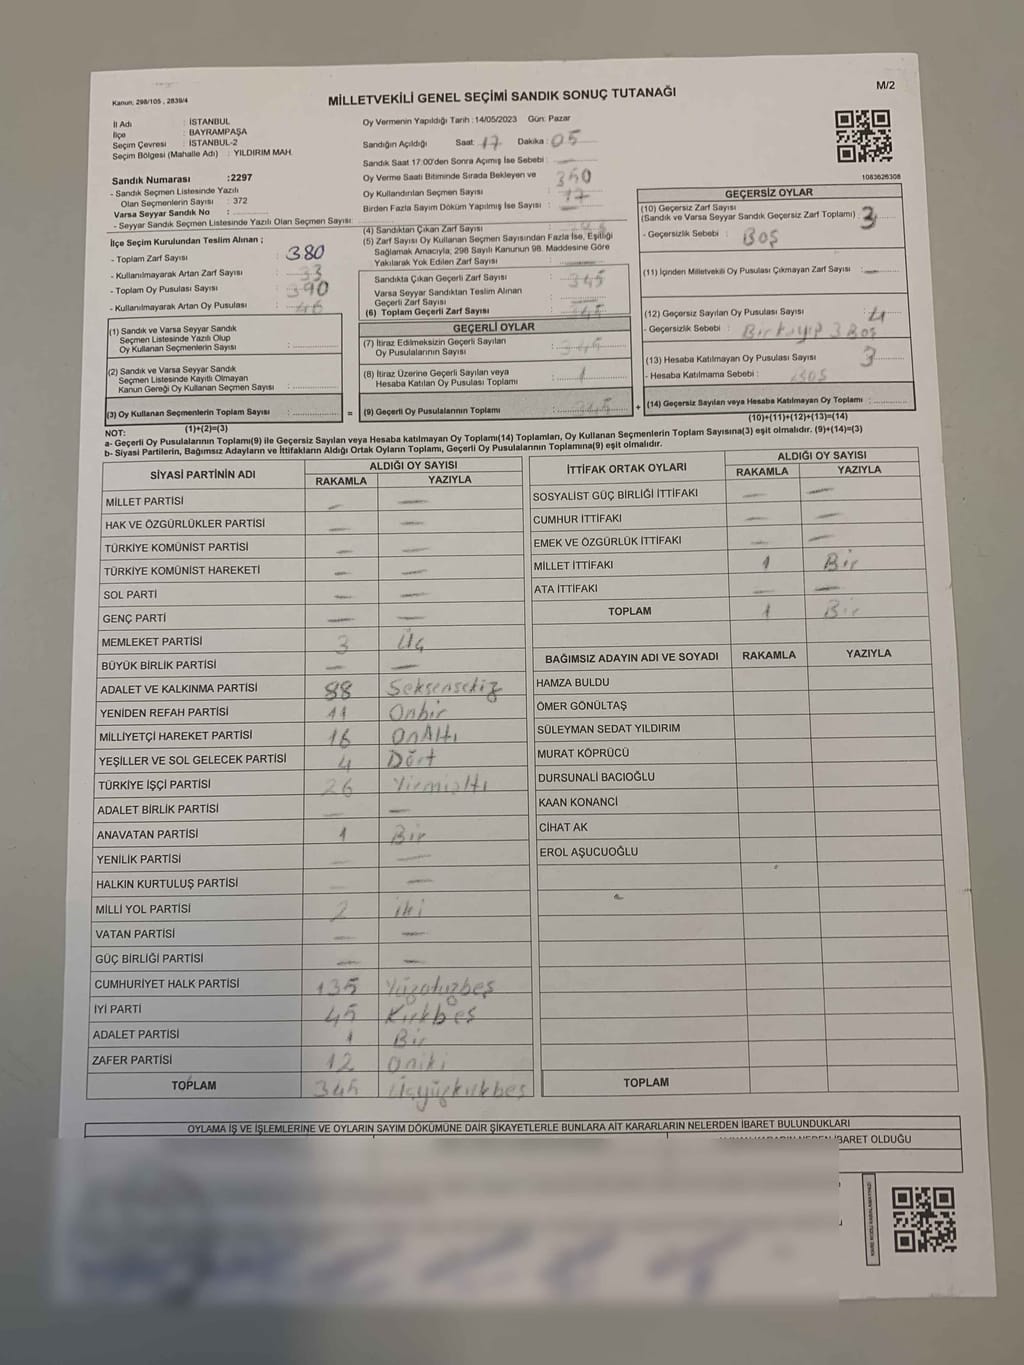 Kanun, 298/105 , 2839/4
M/2
MİLLETVEKİLİ GENEL SEÇİMİ SANDIK SONUÇ TUTANAĞI
İl Adı : İSTANBUL
İlçe : BAYRAMPAŞA
Seçim Çevresi : İSTANBUL-2
Seçim Bölgesi (Mahalle Adı) : YILDIRIM MAH.
Sandık Numarası :2297
- Sandık Seçmen Listesinde Yazılı
Olan Seçmenlerin Sayısı : 372
Varsa Seyyar Sandık No :
- Seyyar Sandık Seçmen Listesinde Yazılı Olan Seçmen Sayısı:
Oy Vermenin Yapıldığı Tarih :14/05/2023 Gün: Pazar
Sandığın Açıldığı Saat: 17 Dakika: 05
Sandık Saat 17:00'den Sonra Açımış İse Sebebi :
Oy Verme Saati Bitiminde Sırada Bekleyen ve
Oy Kullandırılan Seçmen Sayısı : 350
Birden Fazla Sayım Döküm Yapılmış İse Sayısı : 17
1083626308
İlçe Seçim Kurulundan Teslim Alınan ;
- Toplam Zarf Sayısı : 380
- Kullanılmayarak Artan Zarf Sayısı : 33
- Toplam Oy Pusulası Sayısı : 390
- Kullanılmayarak Artan Oy Pusulası : 46
(1) Sandık ve Varsa Seyyar Sandık
Seçmen Listesinde Yazılı Olup
Oy Kullanan Seçmenlerin Sayısı :
(2) Sandık ve Varsa Seyyar Sandık
Seçmen Listesinde Kayıtlı Olmayan
Kanun Gereği Oy Kullanan Seçmen Sayısı :
(3) Oy Kullanan Seçmenlerin Toplam Sayısı :
(1)+(2)=(3)
(4) Sandıktan Çıkan Zarf Sayısı :
(5) Zarf Sayısı Oy Kullanan Seçmen Sayısından Fazla İse, Eşitliği
Sağlamak Amacıyla, 298 Sayılı Kanunun 98. Maddesine Göre
Yakılarak Yok Edilen Zarf Sayısı :
Sandıkta Çıkan Geçerli Zarf Sayısı : 345
Varsa Seyyar Sandıktan Teslim Alınan
Geçerli Zarf Sayısı :
(6) Toplam Geçerli Zarf Sayısı : 345
GEÇERLİ OYLAR
(7) İtiraz Edilmeksizin Geçerli Sayılan
Oy Pusulalarının Sayısı : 345
(8) İtiraz Üzerine Geçerli Sayılan veya
Hesaba Katılan Oy Pusulası Toplamı :
= (9) Geçerli Oy Pusulalarının Toplamı : 345
GEÇERSİZ OYLAR
(10) Geçersiz Zarf Sayısı
(Sandık ve Varsa Seyyar Sandık Geçersiz Zarf Toplamı) : 3
- Geçersizlik Sebebi : BOŞ
(11) İçinden Milletvekili Oy Pusulası Çıkmayan Zarf Sayısı : —
(12) Geçersiz Sayılan Oy Pusulası Sayısı : 4
- Geçersizlik Sebebi : Bir kayıp 3 Boş
(13) Hesaba Katılmayan Oy Pusulası Sayısı : 3
- Hesaba Katılmama Sebebi :
+ (14) Geçersiz Sayılan veya Hesaba Katılmayan Oy Toplamı :
(10)+(11)+(12)+(13)=(14)
NOT:
a- Geçerli Oy Pusulalarının Toplamı(9) ile Geçersiz Sayılan veya Hesaba katılmayan Oy Toplamı(14) Toplamları, Oy Kullanan Seçmenlerin Toplam Sayısına(3) eşit olmalıdır. (9)+(14)=(3)
b- Siyasi Partilerin, Bağımsız Adayların ve İttifakların Aldığı Ortak Oyların Toplamı, Geçerli Oy Pusulalarının Toplamına(9) eşit olmalıdır.
SİYASİ PARTİNİN ADI ALDIĞI OY SAYISI
RAKAMLA YAZIYLA
MİLLET PARTİSİ — —
HAK VE ÖZGÜRLÜKLER PARTİSİ — —
TÜRKİYE KOMÜNİST PARTİSİ — —
TÜRKİYE KOMÜNİST HAREKETİ — —
SOL PARTİ — —
GENÇ PARTİ — —
MEMLEKET PARTİSİ 3 Üç
BÜYÜK BİRLİK PARTİSİ — —
ADALET VE KALKINMA PARTİSİ 88 Seksensekiz
YENİDEN REFAH PARTİSİ 11 Onbir
MİLLİYETÇİ HAREKET PARTİSİ 16 OnAltı
YEŞİLLER VE SOL GELECEK PARTİSİ 4 Dört
TÜRKİYE İŞÇİ PARTİSİ 26 Yirmialtı
ADALET BİRLİK PARTİSİ — —
ANAVATAN PARTİSİ 1 Bir
YENİLİK PARTİSİ — —
HALKIN KURTULUŞ PARTİSİ — —
MİLLİ YOL PARTİSİ 2 iki
VATAN PARTİSİ — —
GÜÇ BİRLİĞİ PARTİSİ — —
CUMHURİYET HALK PARTİSİ 135 Yüzotuzbeş
İYİ PARTİ 45 Kırkbeş
ADALET PARTİSİ 1 Bir
ZAFER PARTİSİ 12 Oniki
TOPLAM 345 Üçyüzkırkbeş
İTTİFAK ORTAK OYLARI ALDIĞI OY SAYISI
RAKAMLA YAZIYLA
SOSYALİST GÜÇ BİRLİĞİ İTTİFAKI — —
CUMHUR İTTİFAKI — —
EMEK VE ÖZGÜRLÜK İTTİFAKI — —
MİLLET İTTİFAKI 1 Bir
ATA İTTİFAKI — —
TOPLAM 1 Bir
BAĞIMSIZ ADAYIN ADI VE SOYADI RAKAMLA YAZIYLA
HAMZA BULDU
ÖMER GÖNÜLTAŞ
SÜLEYMAN SEDAT YILDIRIM
MURAT KÖPRÜCÜ
DURSUNALİ BACIOĞLU
KAAN KONANCİ
CİHAT AK
EROL AŞUCUOĞLU
TOPLAM
OYLAMA İŞ VE İŞLEMLERİNE VE OYLARIN SAYIM DÖKÜMÜNE DAİR ŞİKAYETLERLE BUNLARA AİT KARARLARIN NELERDEN İBARET BULUNDUKLARI
İBARET OLDUĞU